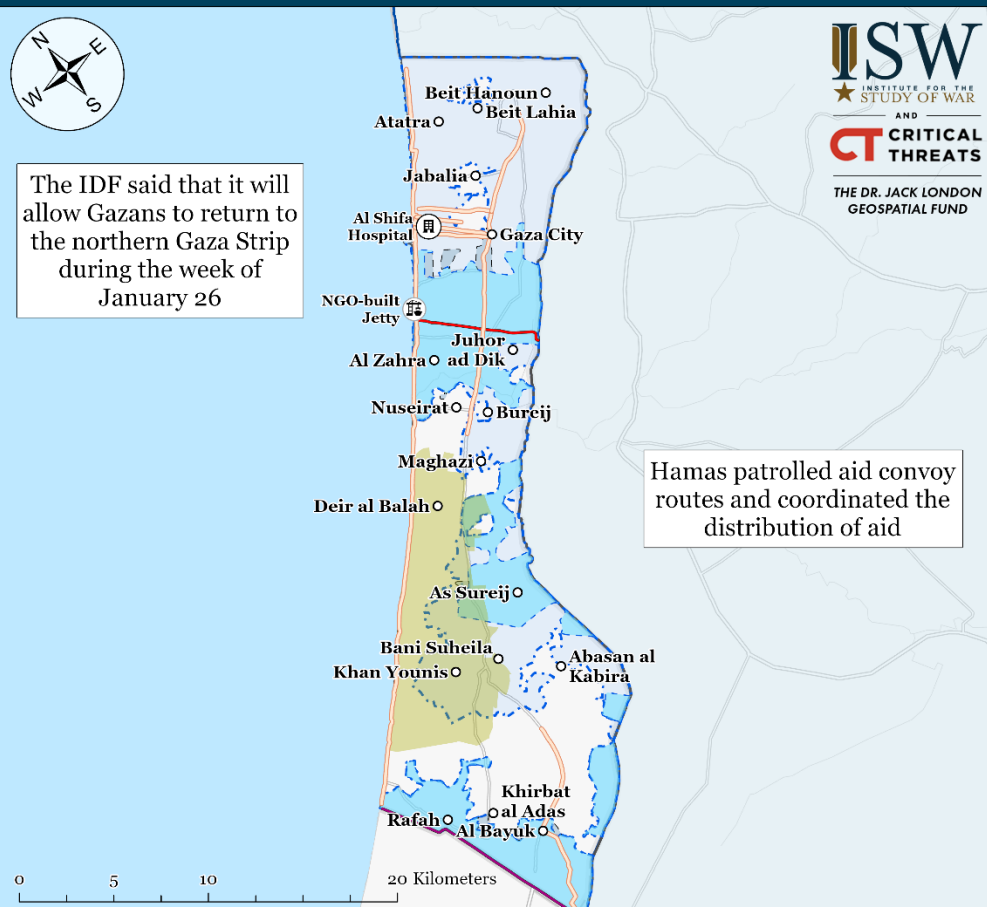 N
E
W
S
ISW
INSTITUTE FOR THE
STUDY OF WAR
AND
CT CRITICAL
THREATS
THE DR. JACK LONDON
GEOSPATIAL FUND
The IDF said that it will
allow Gazans to return to
the northern Gaza Strip
during the week of
January 26
Beit Hanoun
Beit Lahia
Atatra
Jabalia
Al Shifa
Hospital
Gaza City
NGO-built
Jetty
Juhor
ad Dik
Al Zahra
Nuseirat
Bureij
Maghazi
Hamas patrolled aid convoy
routes and coordinated the
distribution of aid
Deir al Balah
As Sureij
Bani Suheila
Abasan al
Kabira
Khan Younis
Khirbat
al Adas
Rafah
Al Bayuk
0 5 10 20 Kilometers